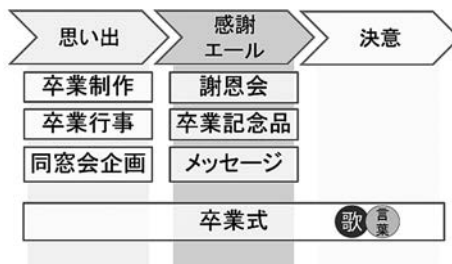 思い出
感謝
エール
決意
卒業制作
謝恩会
卒業行事
卒業記念品
同窓会企画
メッセージ
卒業式
歌
言葉